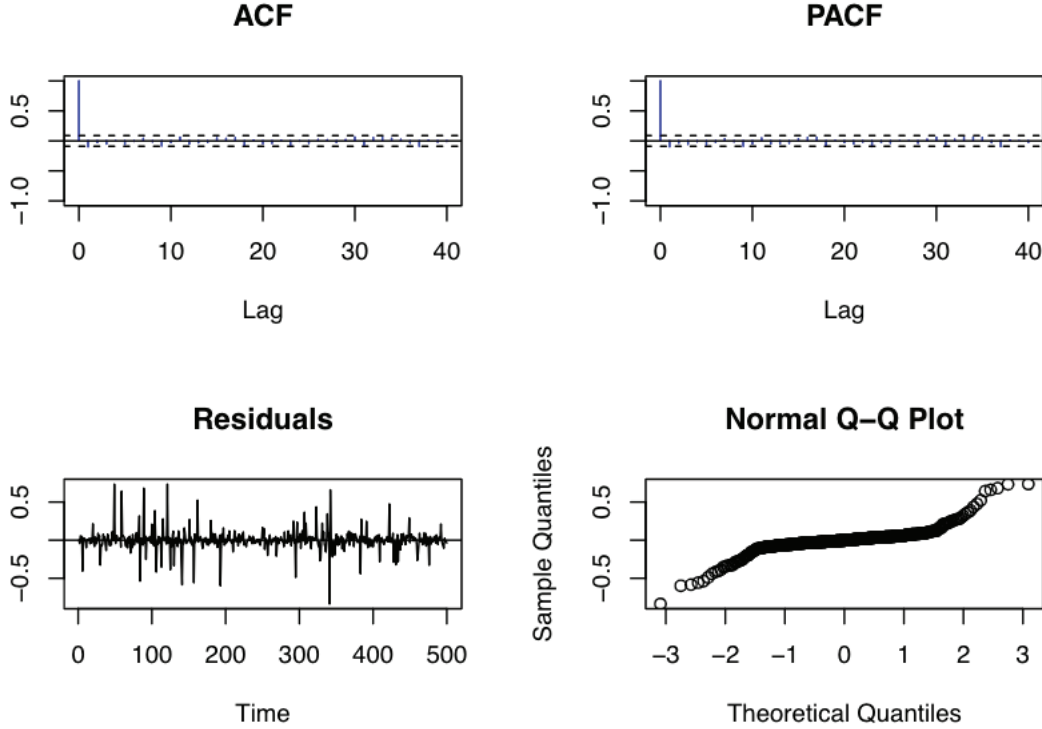 ACF
0.5
−1.0
0 10 20 30 40
Lag
PACF
0.5
−1.0
0 10 20 30 40
Lag
Residuals
0.5
−0.5
0 100 200 300 400 500
Time
Normal Q−Q Plot
Sample Quantiles
0.5
−0.5
−3 −2 −1 0 1 2 3
Theoretical Quantiles